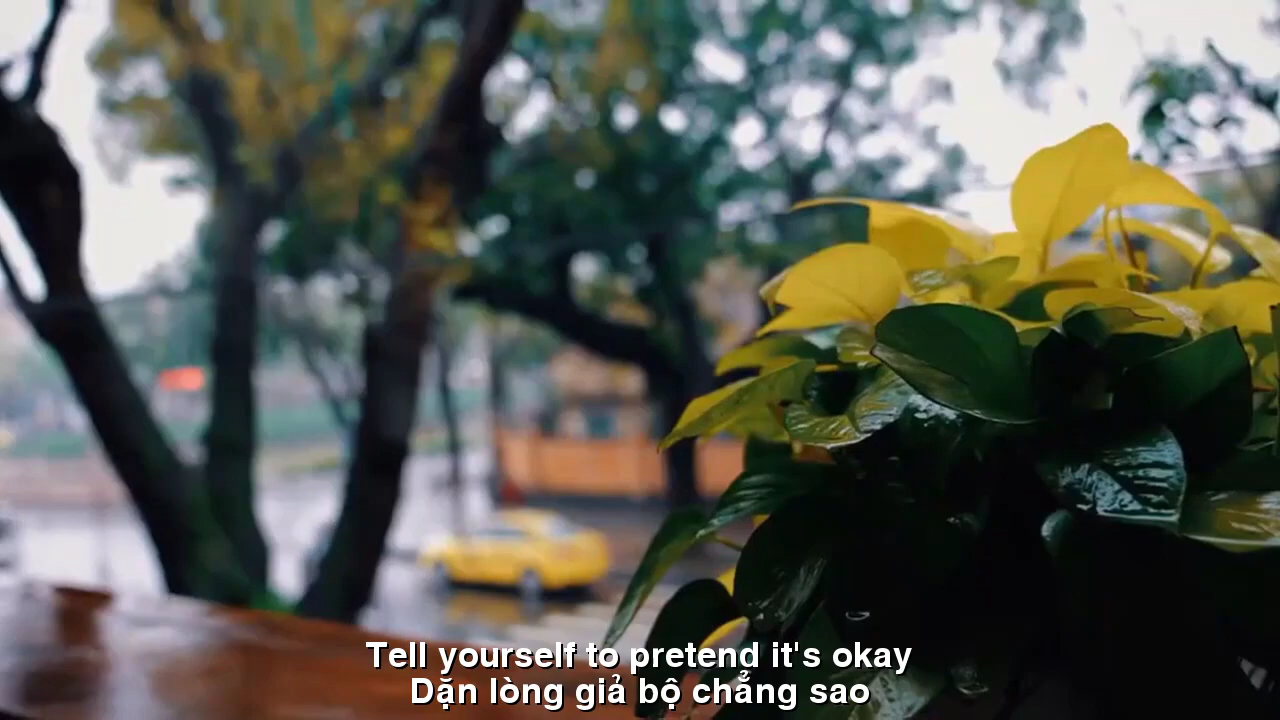 Tell yourself to pretend it's okay
Dặn lòng giả bộ chẳng sao